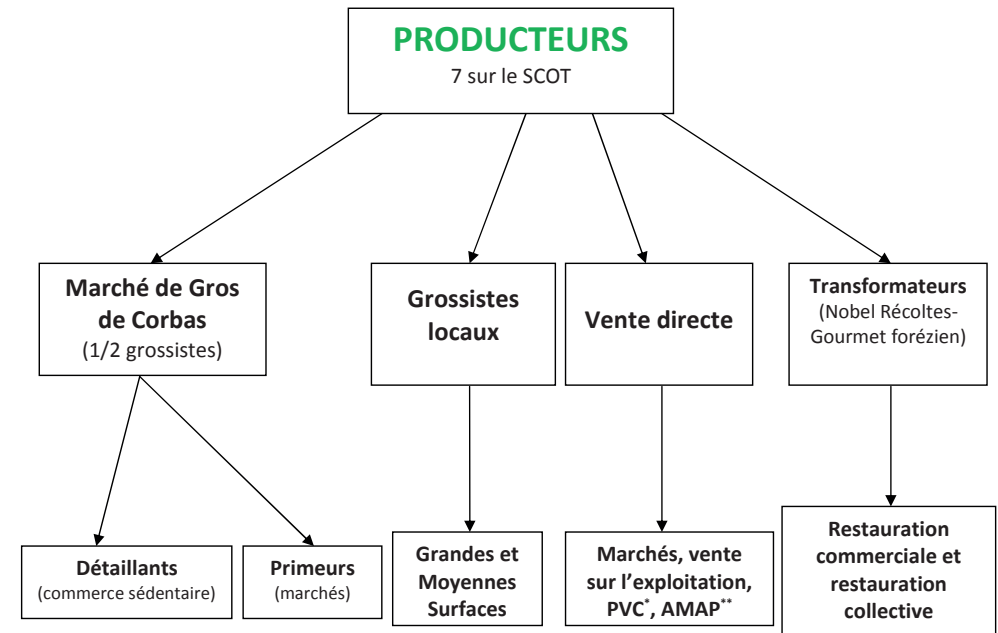 PRODUCTEURS
7 sur le SCOT
Marché de Gros
de Corbas
(1/2 grossistes)
Grossistes
locaux
Vente directe
Transformateurs
(Nobel Récoltes-
Gourmet forézien)
Détaillants
(commerce sédentaire)
Primeurs
(marchés)
Grandes et
Moyennes
Surfaces
Marchés, vente
sur l’exploitation,
PVC*, AMAP**
Restauration
commerciale et
restauration
collective